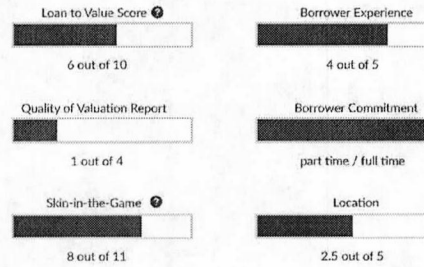 Loan to Value Score ?
6 out of 10
Borrower Experience
4 out of 5
Quality of Valuation Report
1 out of 4
Borrower Commitment
part time / full time
Skin-in-the-Game ?
8 out of 11
Location
2.5 out of 5